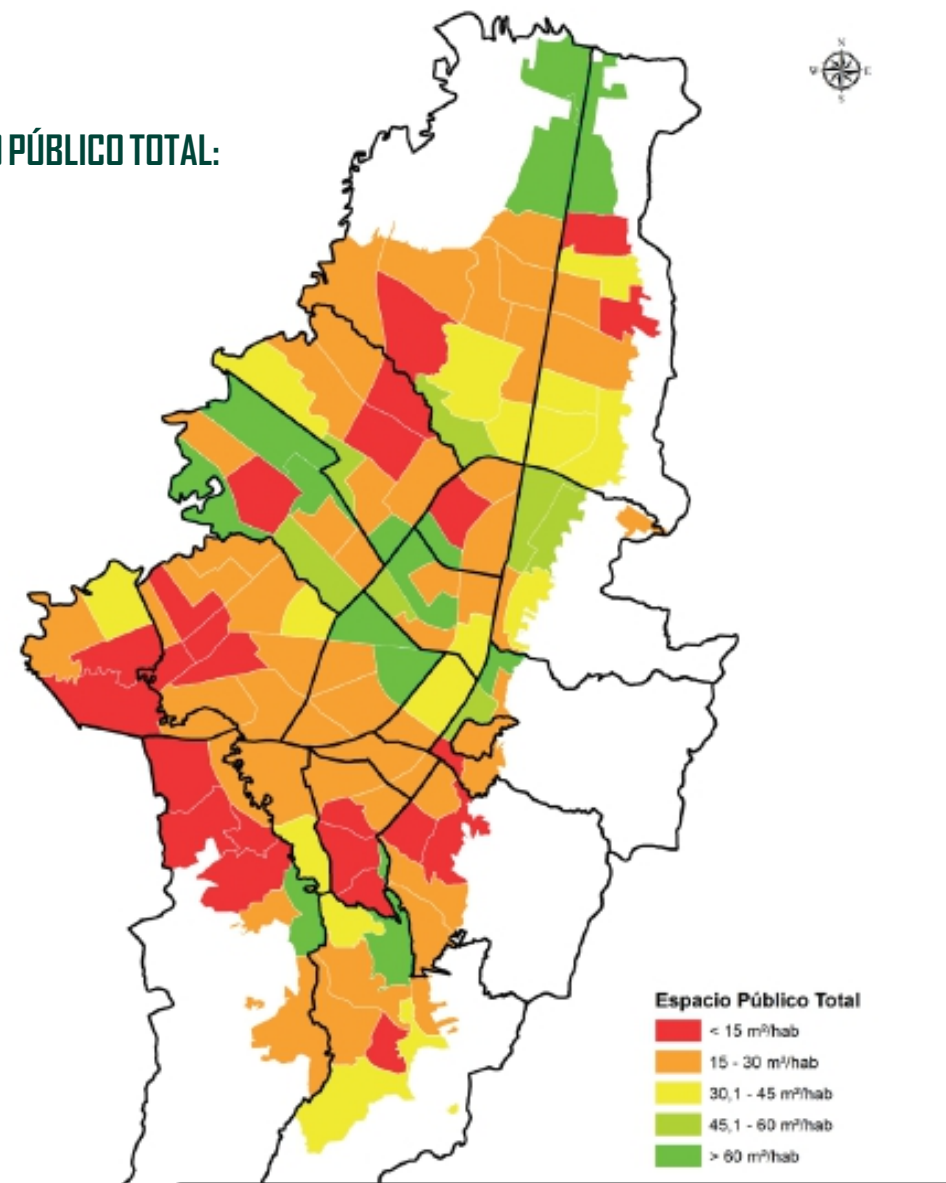 N
W E
S
O PÚBLICO TOTAL:
Espacio Público Total
< 15 m²/hab
15 - 30 m²/hab
30,1 - 45 m²/hab
45,1 - 60 m²/hab
> 60 m²/hab